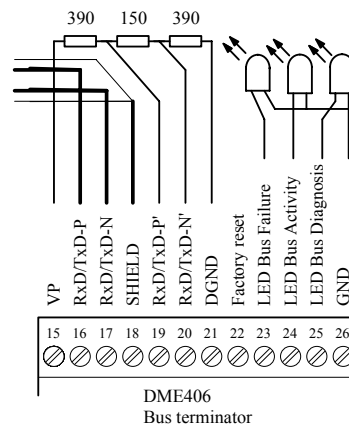 390 150 390
VP
RxD/TxD-P
RxD/TxD-N
SHIELD
RxD/TxD-P'
RxD/TxD-N'
DGND
Factory reset
LED Bus Failure
LED Bus Activity
LED Bus Diagnosis
GND
15 16 17 18 19 20 21 22 23 24 25 26
DME406
Bus terminator